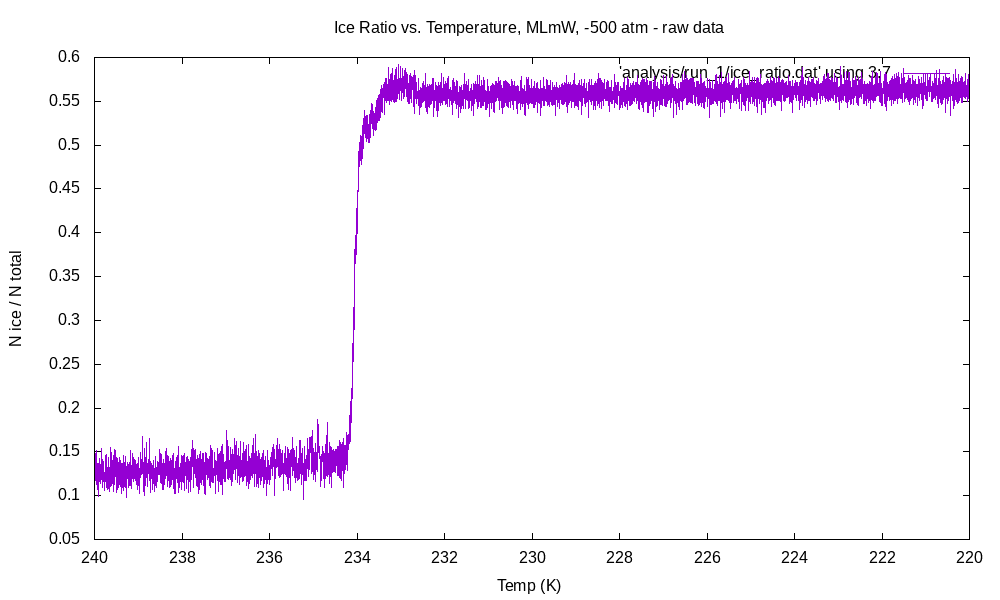 Ice Ratio vs. Temperature, MLmW, -500 atm - raw data
'analysis/run_1/ice_ratio.dat' using 3:7
0.6
0.55
0.5
0.45
0.4
0.35
0.3
0.25
0.2
0.15
0.1
0.05
N ice / N total
240 238 236 234 232 230 228 226 224 222 220
Temp (K)